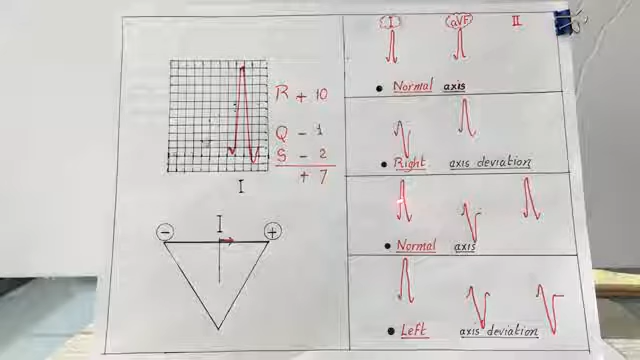 R + 10
Q - 1
S - 2
+ 7
I
I
- +
I aVF II
Normal axis
Right axis deviation
Normal axis
Left axis deviation